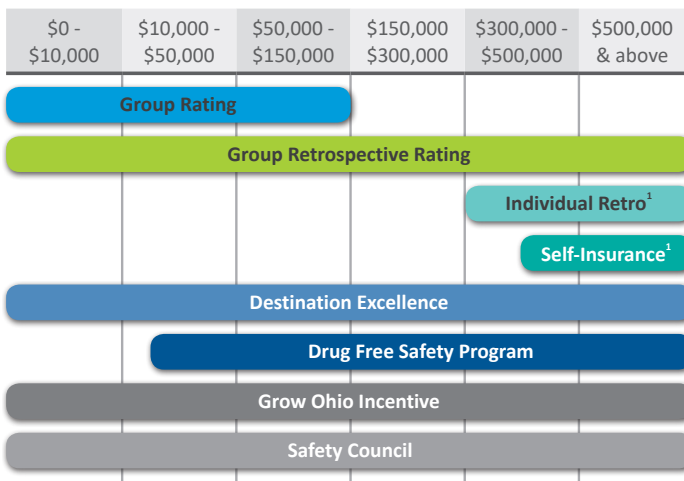 $0 - $10,000
$10,000 - $50,000
$50,000 - $150,000
$150,000 $300,000
$300,000 - $500,000
$500,000 & above
Group Rating
Group Retrospective Rating
Individual Retro¹
Self-Insurance¹
Destination Excellence
Drug Free Safety Program
Grow Ohio Incentive
Safety Council